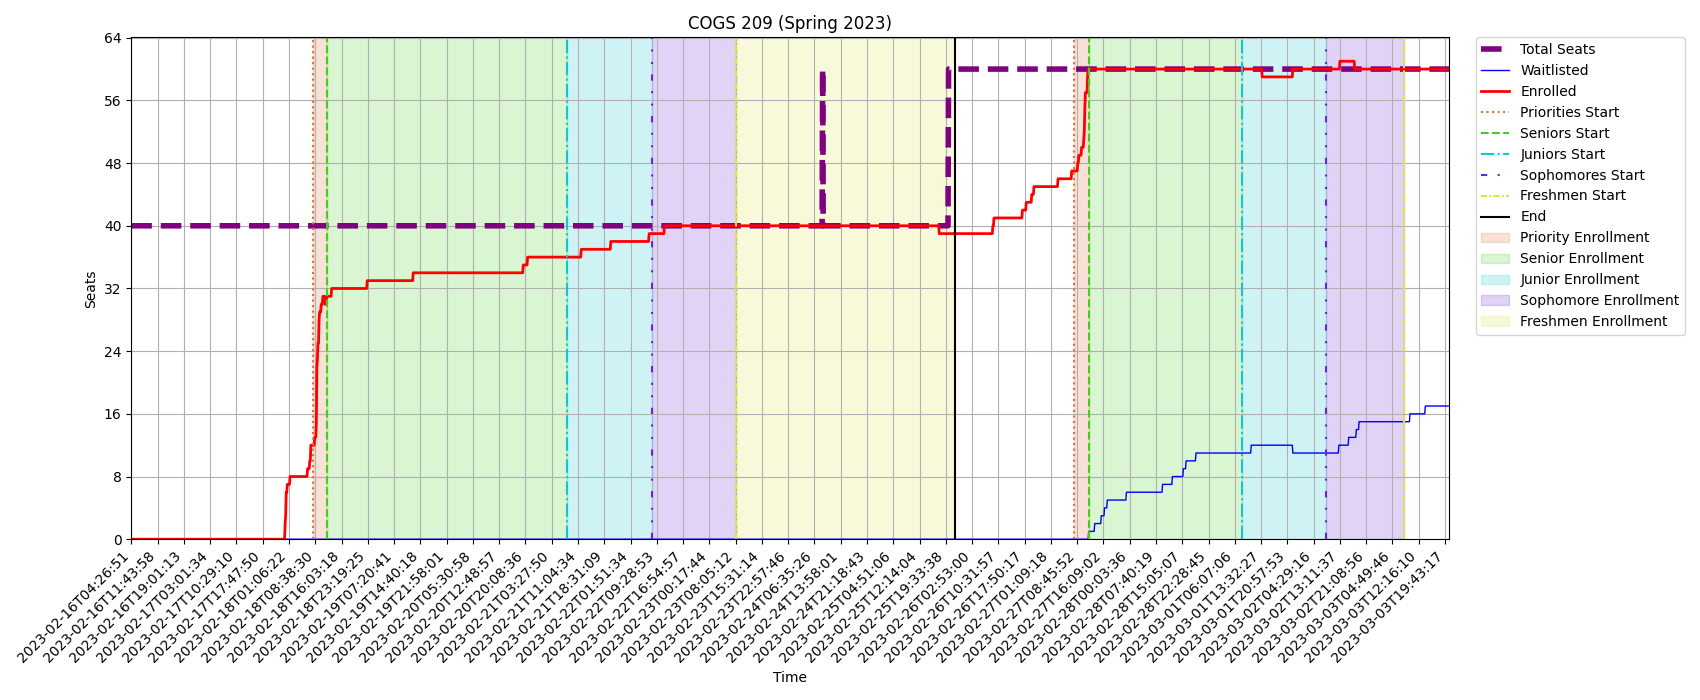 COGS 209 (Spring 2023)
64
56
48
40
32
24
16
8
0
Seats
2023-02-16T04:26:51
2023-02-16T11:43:58
2023-02-16T19:01:13
2023-02-17T03:01:34
2023-02-17T10:29:10
2023-02-17T17:47:50
2023-02-18T01:06:22
2023-02-18T08:38:30
2023-02-18T16:03:18
2023-02-18T23:19:25
2023-02-19T07:20:41
2023-02-19T14:40:18
2023-02-19T21:58:01
2023-02-20T05:30:58
2023-02-20T12:48:57
2023-02-20T20:08:36
2023-02-21T03:27:50
2023-02-21T11:04:34
2023-02-21T18:31:09
2023-02-22T01:51:34
2023-02-22T09:28:53
2023-02-22T16:54:57
2023-02-23T00:17:44
2023-02-23T08:05:12
2023-02-23T15:31:14
2023-02-23T22:57:46
2023-02-24T06:35:26
2023-02-24T13:58:01
2023-02-24T21:18:43
2023-02-25T04:51:06
2023-02-25T12:14:04
2023-02-25T19:33:38
2023-02-26T02:53:00
2023-02-26T10:31:57
2023-02-26T17:50:17
2023-02-27T01:09:18
2023-02-27T08:45:52
2023-02-27T16:09:02
2023-02-28T00:03:36
2023-02-28T07:40:19
2023-02-28T15:05:07
2023-02-28T22:28:45
2023-03-01T06:07:06
2023-03-01T13:32:27
2023-03-01T20:57:53
2023-03-02T04:29:16
2023-03-02T13:11:37
2023-03-02T21:08:56
2023-03-03T04:49:46
2023-03-03T12:16:10
2023-03-03T19:43:17
Time
Total Seats
Waitlisted
Enrolled
Priorities Start
Seniors Start
Juniors Start
Sophomores Start
Freshmen Start
End
Priority Enrollment
Senior Enrollment
Junior Enrollment
Sophomore Enrollment
Freshmen Enrollment